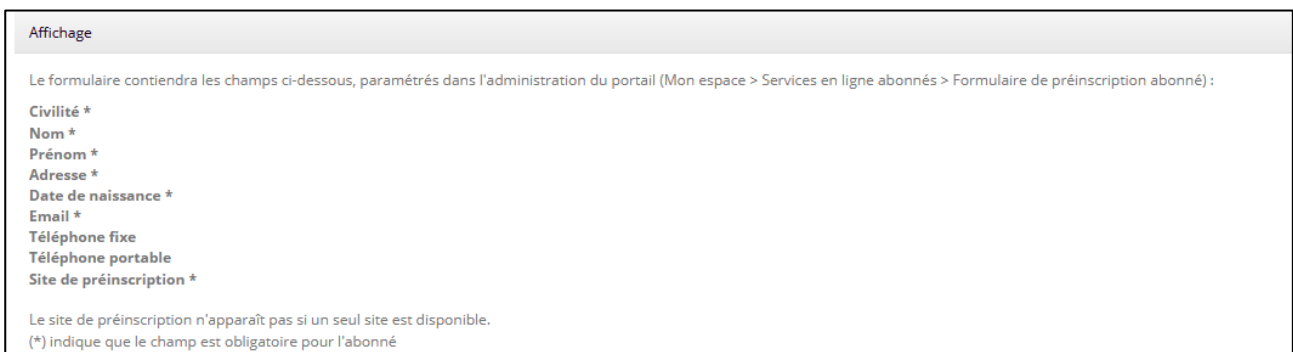 Affichage
Le formulaire contiendra les champs ci-dessous, paramétrés dans l'administration du portail (Mon espace > Services en ligne abonnés > Formulaire de préinscription abonné) :
Civilité *
Nom *
Prénom *
Adresse *
Date de naissance *
Email *
Téléphone fixe
Téléphone portable
Site de préinscription *
Le site de préinscription n'apparaît pas si un seul site est disponible.
(*) indique que le champ est obligatoire pour l'abonné